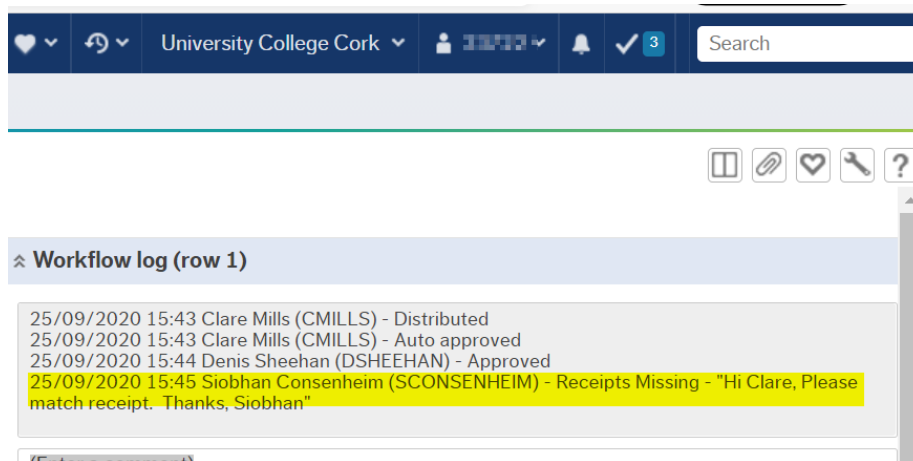 University College Cork
3
Search
?
Workflow log (row 1)
25/09/2020 15:43 Clare Mills (CMILLS) - Distributed
25/09/2020 15:43 Clare Mills (CMILLS) - Auto approved
25/09/2020 15:44 Denis Sheehan (DSHEEHAN) - Approved
25/09/2020 15:45 Siobhan Consenheim (SCONSENHEIM) - Receipts Missing - "Hi Clare, Please
match receipt.  Thanks, Siobhan"